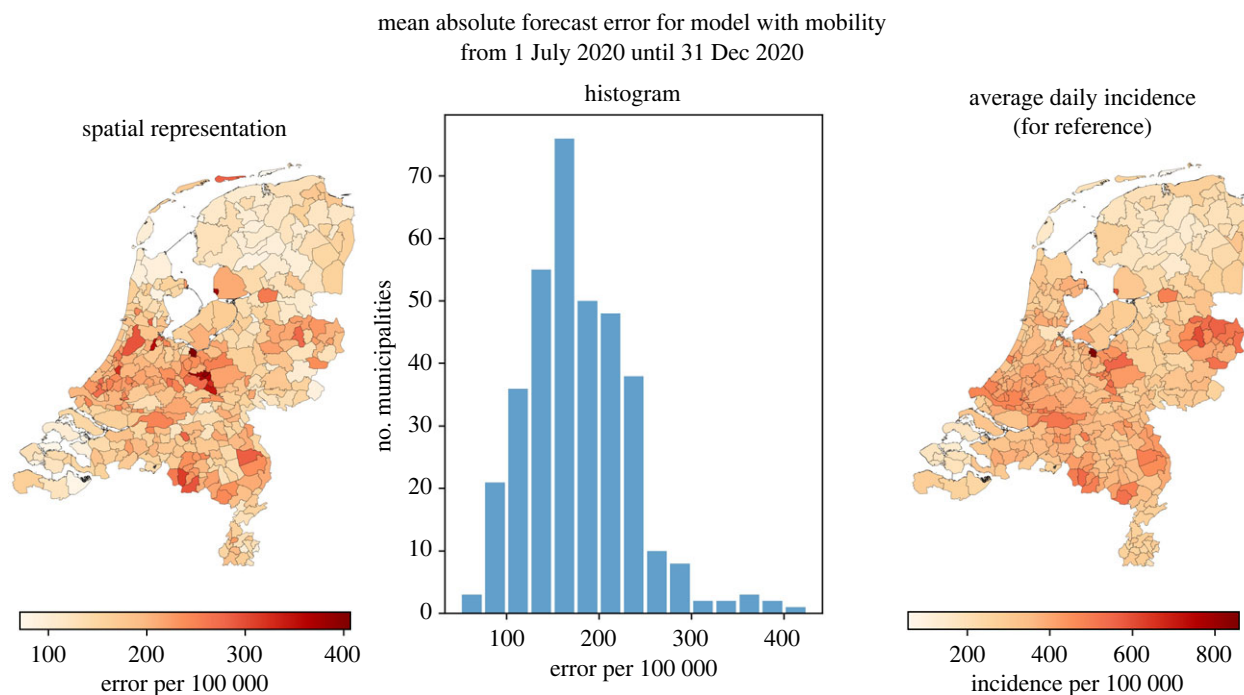 mean absolute forecast error for model with mobility
from 1 July 2020 until 31 Dec 2020
spatial representation
100 200 300 400
error per 100 000
histogram
no. municipalities
70
60
50
40
30
20
10
0
100 200 300 400
error per 100 000
average daily incidence
(for reference)
200 400 600 800
incidence per 100 000